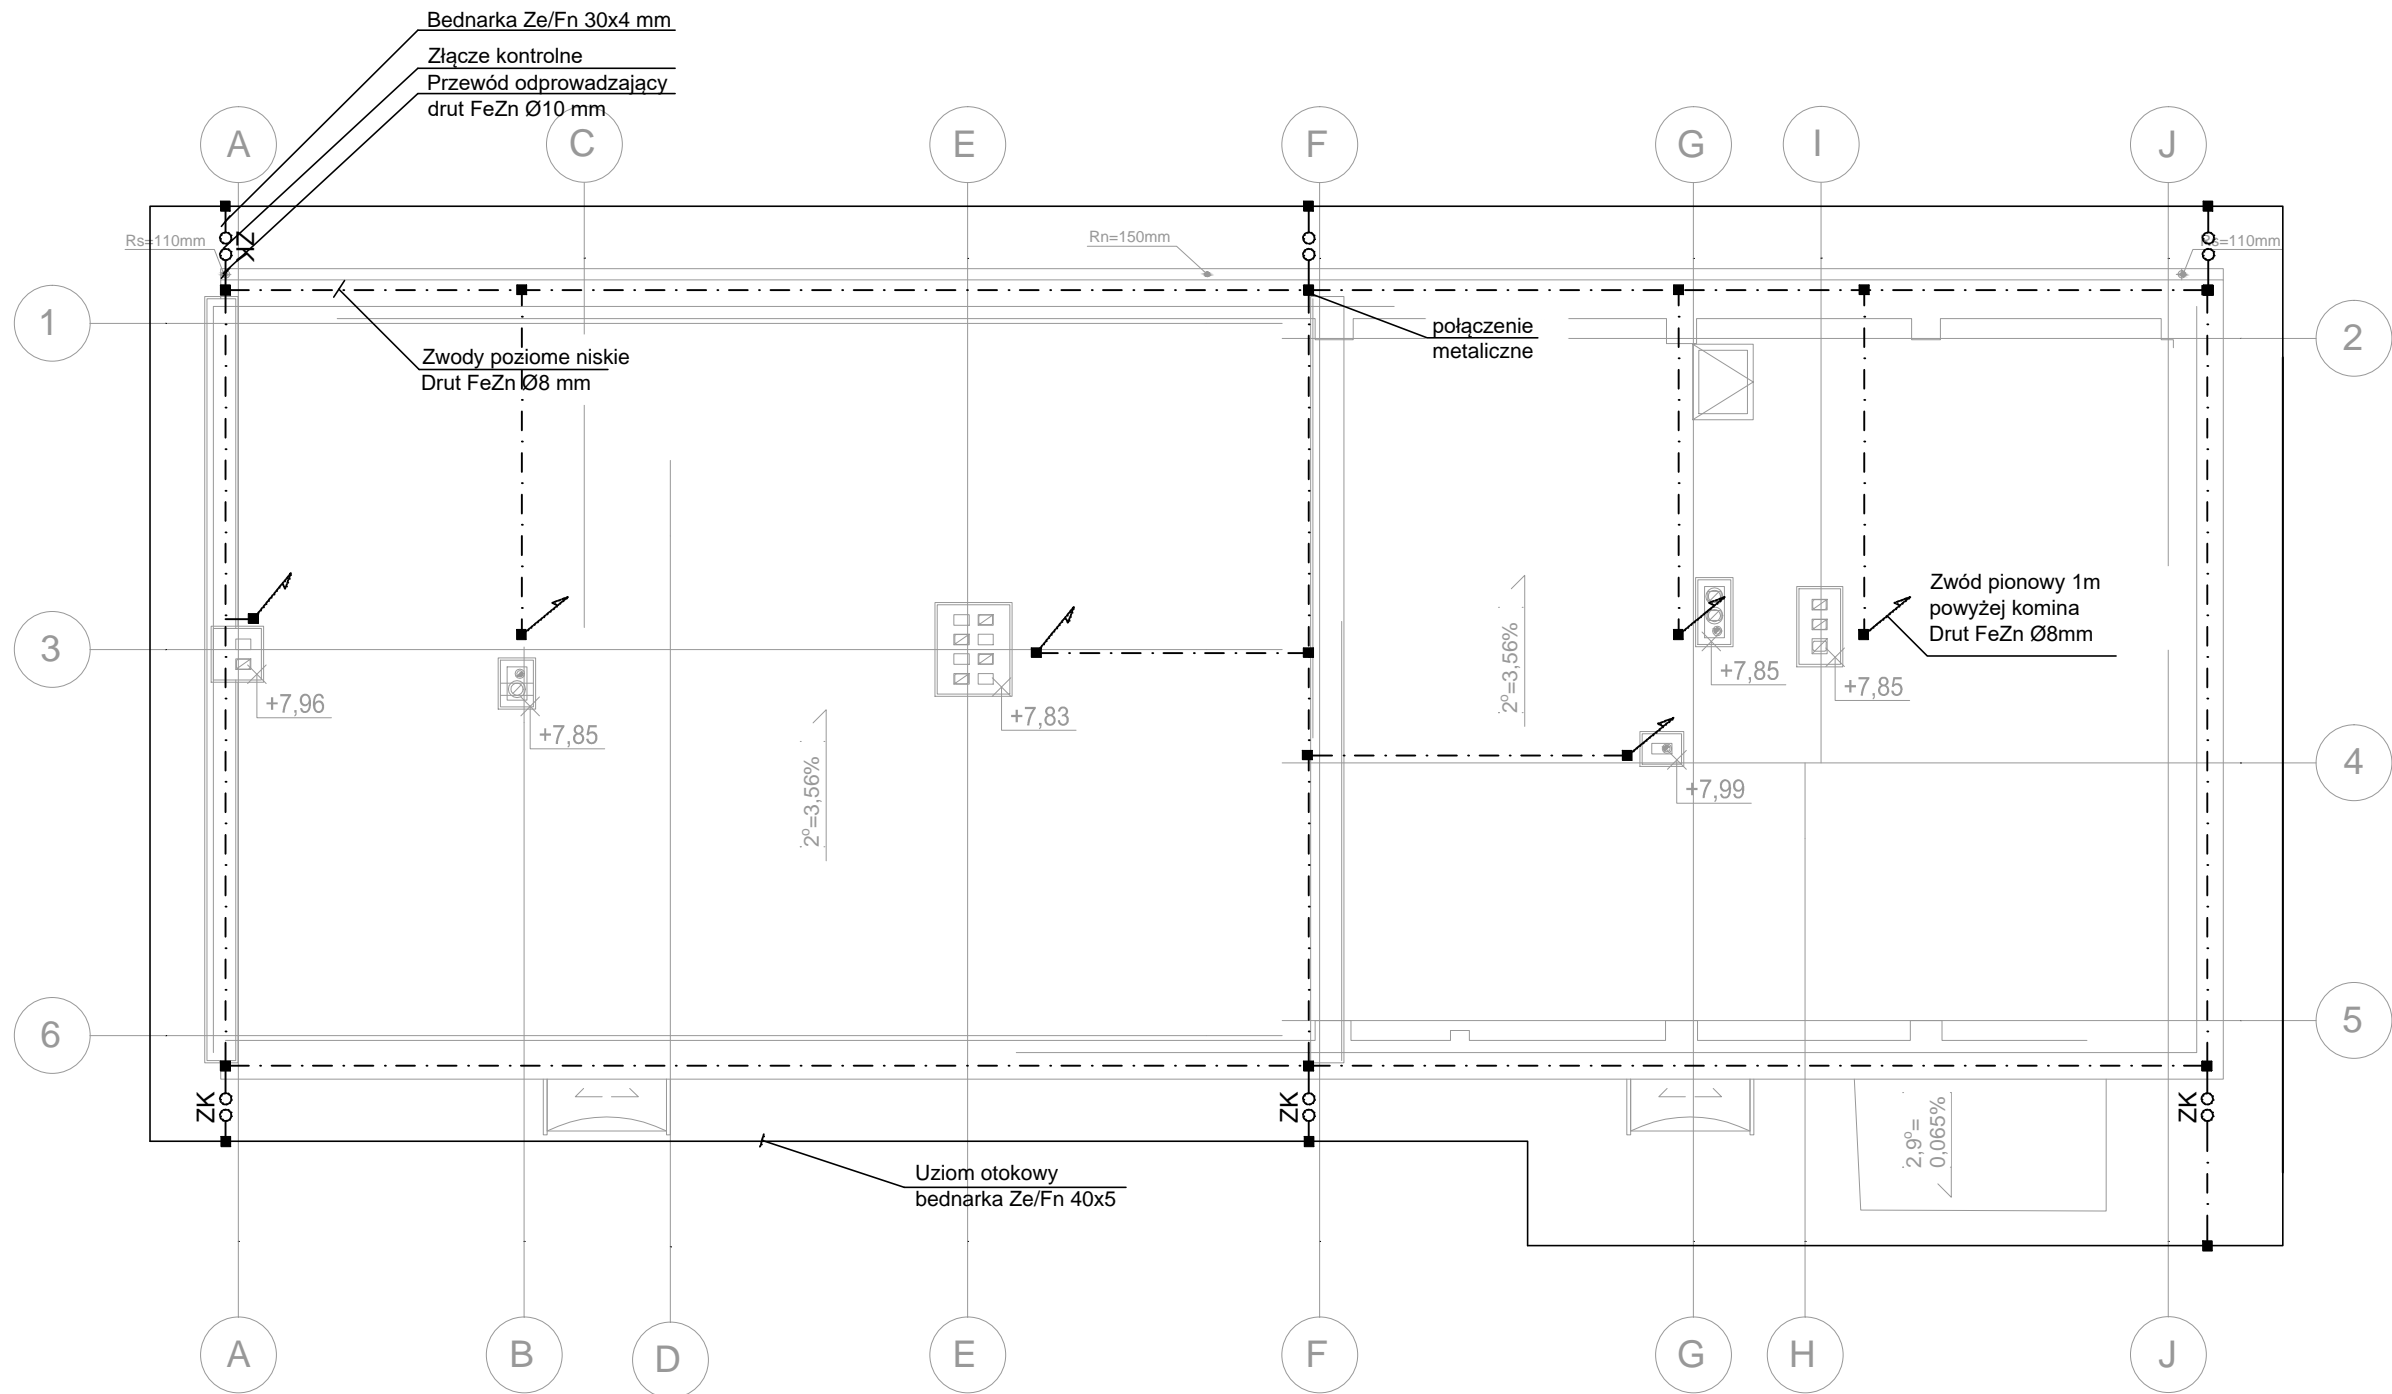 Bednarka Ze/Fn 30x4 mm
Złącze kontrolne
Przewód odprowadzający
drut FeZn Ø10 mm
A
C
E
F
G
I
J
Rs=110mm
ZK
Rn=150mm
Rs=110mm
1
2
połączenie
metaliczne
Zwody poziome niskie
Drut FeZn Ø8 mm
Zwód pionowy 1m
powyżej komina
Drut FeZn Ø8mm
3
2°=3,56%
+7,96
+7,85
+7,83
+7,85
+7,85
2°=3,56%
4
+7,99
6
5
ZK
ZK
ZK
2,9°=
0,065%
Uziom otokowy
bednarka Ze/Fn 40x5
A
B
D
E
F
G
H
J